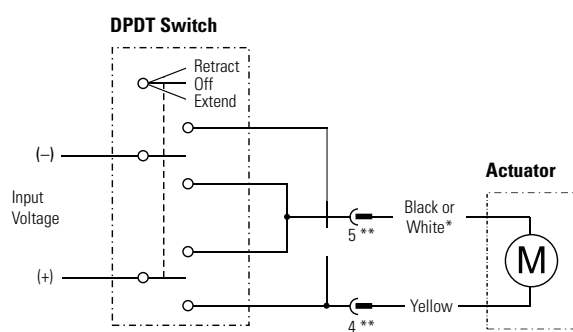 DPDT Switch
Retract
Off
Extend
(–)
Input
Voltage
(+)
5 **
Black or
White*
Actuator
M
4 **
Yellow